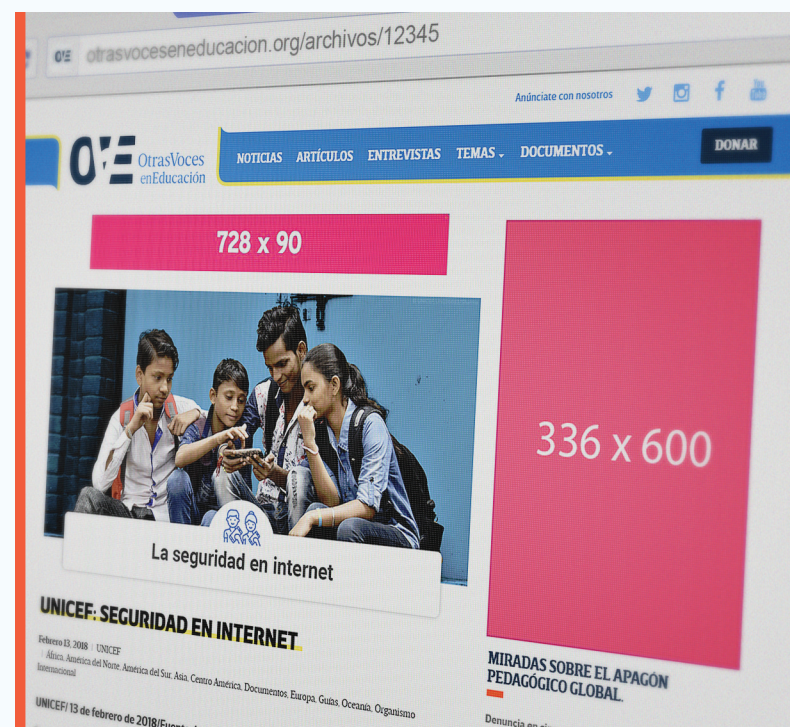 otrasvoceseneducacion.org/archivos/12345
Anúnciate con nosotros
OVE OtrasVoces
enEducación
NOTICIAS ARTÍCULOS ENTREVISTAS TEMAS DOCUMENTOS
DONAR
728 x 90
336 x 600
La seguridad en internet
UNICEF: SEGURIDAD EN INTERNET
Febrero 13, 2018 | UNICEF
África, América del Norte, América del Sur, Asia, Centro América, Documentos, Europa, Guías, Oceanía, Organismo
Internacional
UNICEF/ 13 de febrero de 2018/
MIRADAS SOBRE EL APAGÓN
PEDAGÓGICO GLOBAL.
Denuncia en